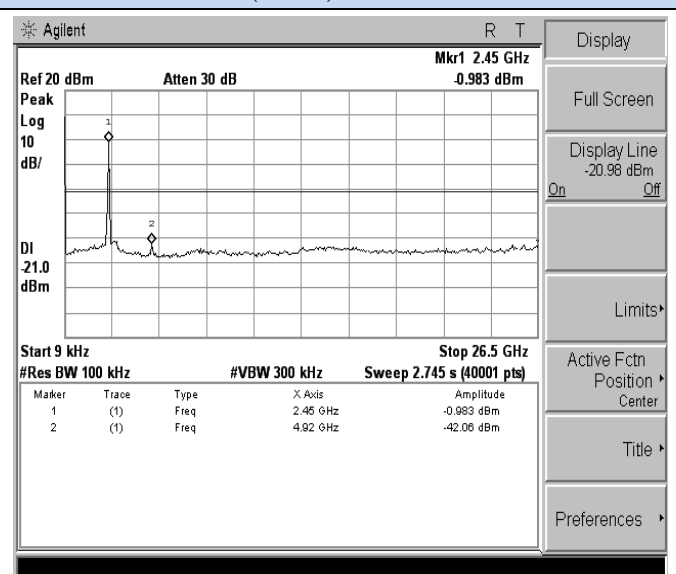 Agilent R T
Mkr1 2.45 GHz
Ref 20 dBm Atten 30 dB -0.983 dBm
Peak
Log
10
dB/
1
2
DI
-21.0
dBm
Start 9 kHz Stop 26.5 GHz
#Res BW 100 kHz #VBW 300 kHz Sweep 2.745 s (40001 pts)
Marker Trace Type X Axis Amplitude
1 (1) Freq 2.45 GHz -0.983 dBm
2 (1) Freq 4.92 GHz -42.06 dBm
Display
Full Screen
Display Line
-20.98 dBm
On Off
Limits
Active Fctn
Position
Center
Title
Preferences